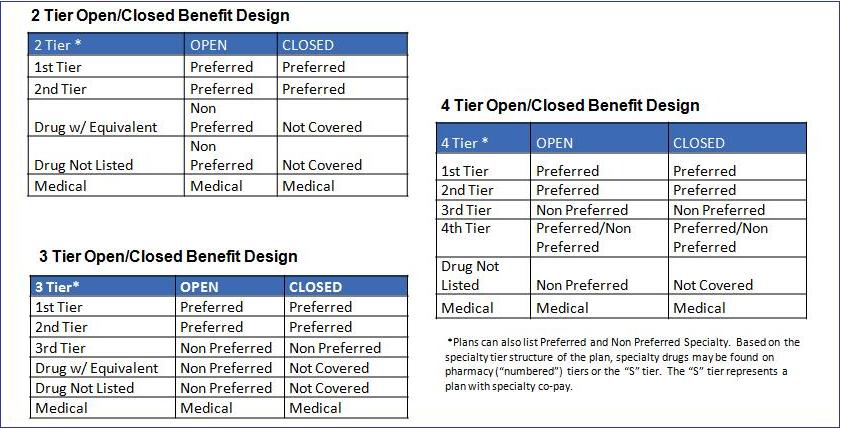 2 Tier Open/Closed Benefit Design
2 Tier * OPEN CLOSED
1st Tier Preferred Preferred
2nd Tier Preferred Preferred
Non
Drug w/ Equivalent Preferred Not Covered
Non
Drug Not Listed Preferred Not Covered
Medical Medical Medical
3 Tier Open/Closed Benefit Design
3 Tier* OPEN CLOSED
1st Tier Preferred Preferred
2nd Tier Preferred Preferred
3rd Tier Non Preferred Non Preferred
Drug w/ Equivalent Non Preferred Not Covered
Drug Not Listed Non Preferred Not Covered
Medical Medical Medical
4 Tier Open/Closed Benefit Design
4 Tier * OPEN CLOSED
1st Tier Preferred Preferred
2nd Tier Preferred Preferred
3rd Tier Non Preferred Non Preferred
4th Tier Preferred/Non Preferred/Non
Preferred Preferred
Drug Not
Listed Non Preferred Not Covered
Medical Medical Medical
*Plans can also list Preferred and Non Preferred Specialty. Based on the
specialty tier structure of the plan, specialty drugs may be found on
pharmacy ("numbered") tiers or the "S" tier. The "S" tier represents a
plan with specialty co-pay.